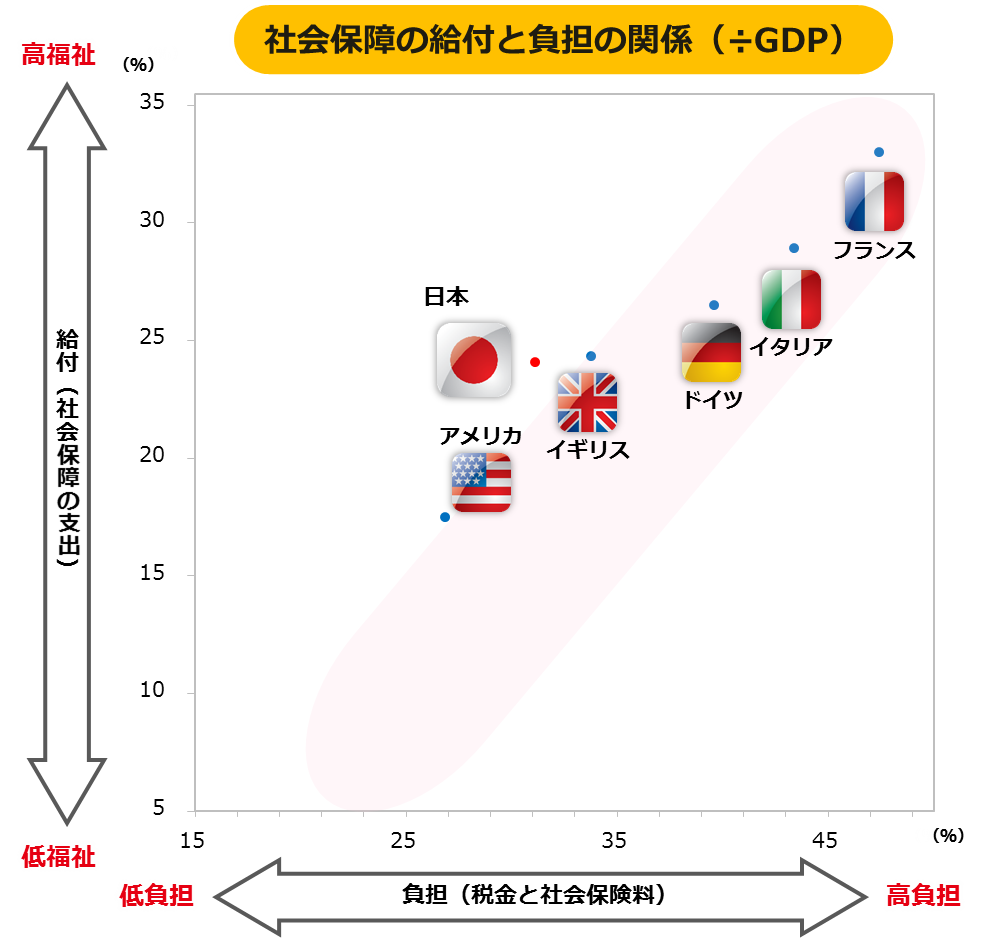 社会保障の給付と負担の関係（÷GDP）
高福祉
（%）
35
30
25
20
15
10
5
給付（社会保障の支出）
フランス
イタリア
ドイツ
日本
アメリカ
イギリス
15
25
35
45
（%）
低福祉
低負担
負担（税金と社会保険料）
高負担